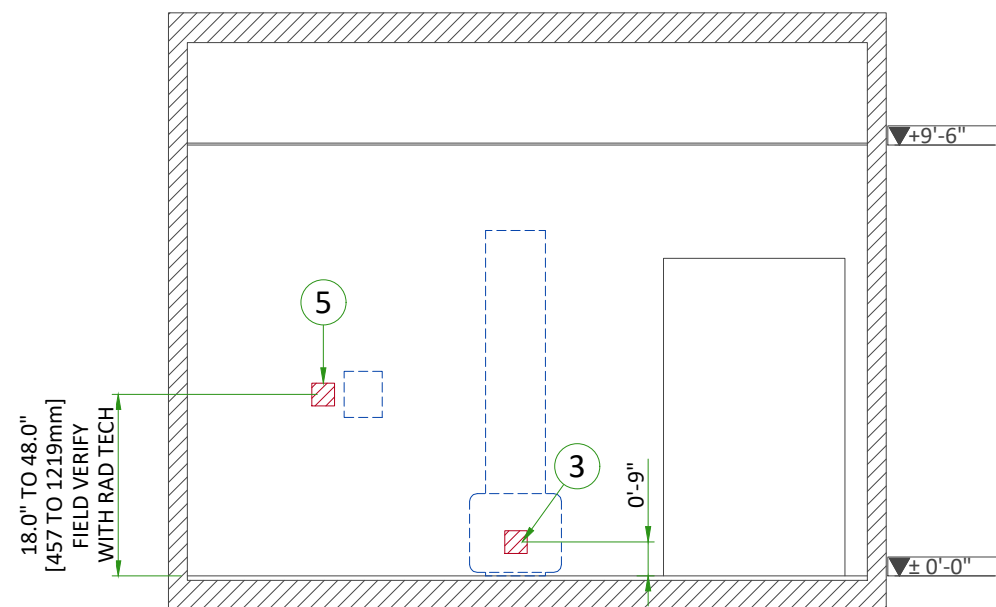 +9'-6"
5
18.0" TO 48.0"
[457 TO 1219mm]
FIELD VERIFY
WITH RAD TECH
3
0'-9"
± 0'-0"